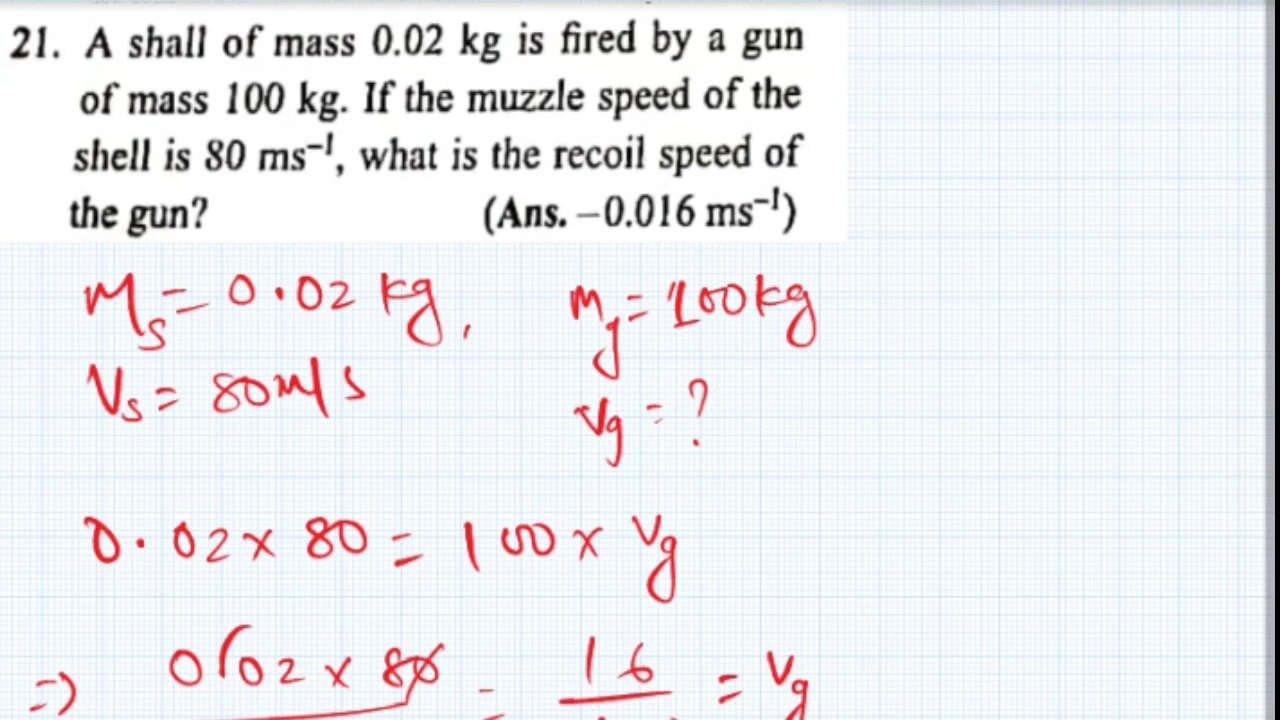 21. A shall of mass 0.02 kg is fired by a gun
of mass 100 kg. If the muzzle speed of the
shell is 80 ms⁻¹, what is the recoil speed of
the gun? (Ans. –0.016 ms⁻¹)
Ms = 0.02 kg, mg = 100kg
Vs = 80m/s Vg = ?
0.02 x 80 = 100 x Vg
=) 0.02 x 80 = 16 = Vg